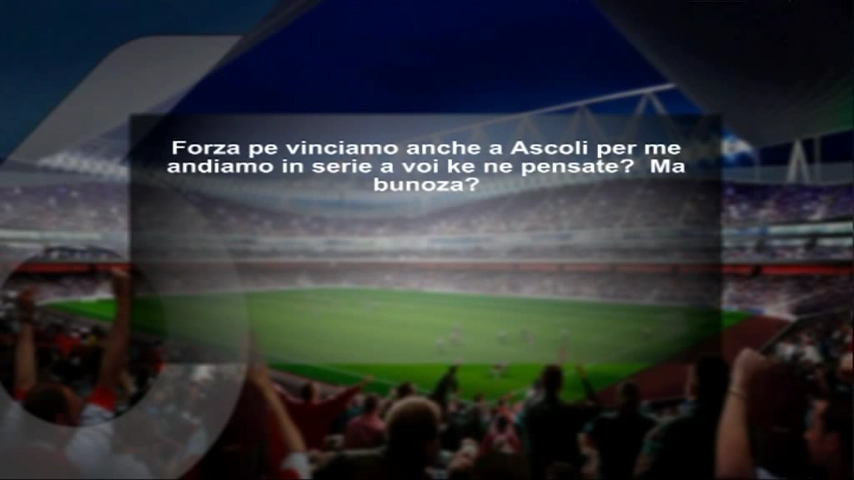 Forza pe vinciamo anche a Ascoli per me
andiamo in serie a voi ke ne pensate?  Ma
bunoza?